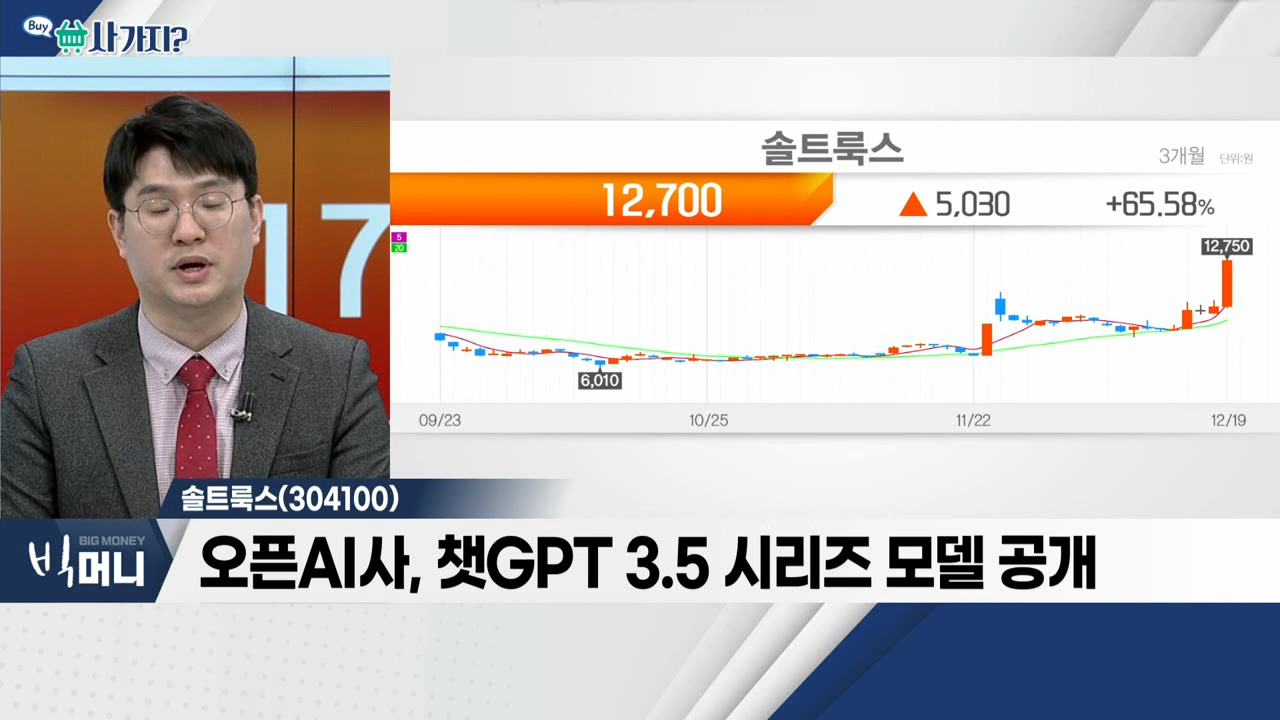 Buy 사가지?
17
솔트룩스
3개월 단위:원
12,700 ▲ 5,030 +65.58%
5
20
12,750
6,010
09/23 10/25 11/22 12/19
솔트룩스(304100)
빅머니 BIG MONEY
오픈AI사, 챗GPT 3.5 시리즈 모델 공개